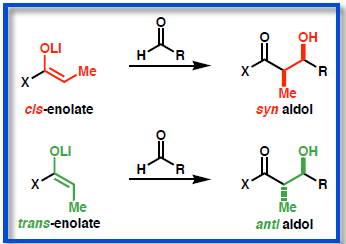 O
OLI
H R
X Me
cis-enolate
O OH
X R
Me
syn aldol
O
OLI
H R
X
Me
trans-enolate
O OH
X R
Me
anti aldol